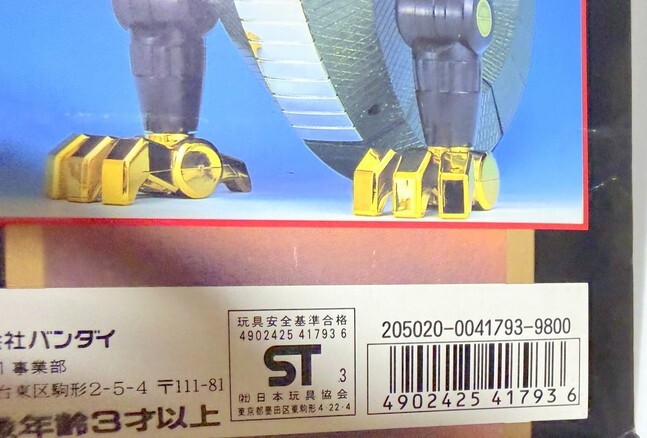 会社バンダイ
1 事業部
台東区駒形2-5-4 〒111-81
年齢3才以上
玩具安全基準合格
4902425 41793 6
ST 3
(社)日本玩具協会
東京都墨田区東駒形4-22-4
205020-0041793-9800
4902425 417936